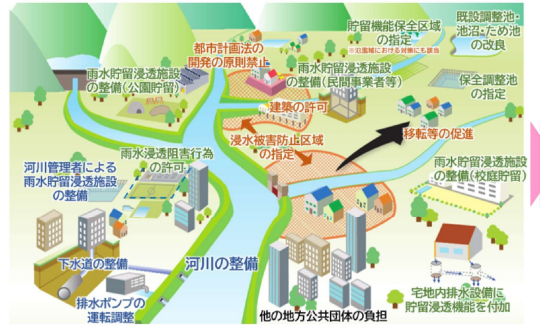 都市計画法の
開発の原則禁止
貯留機能保全区域
の指定
※氾濫域における対策にも該当
既設調整池・
池沼・ため池
の改良
雨水貯留浸透施設
の整備(公園貯留)
雨水貯留浸透施設
の整備(民間事業者等)
保全調整池
の指定
建築の許可
浸水被害防止区域
の指定
移転等の促進
雨水浸透阻害行為
の許可
河川管理者による
雨水貯留浸透施設
の整備
雨水貯留浸透施設
の整備(校庭貯留)
下水道の整備
河川の整備
排水ポンプの
運転調整
他の地方公共団体の負担
宅地内排水設備に
貯留浸透機能を付加